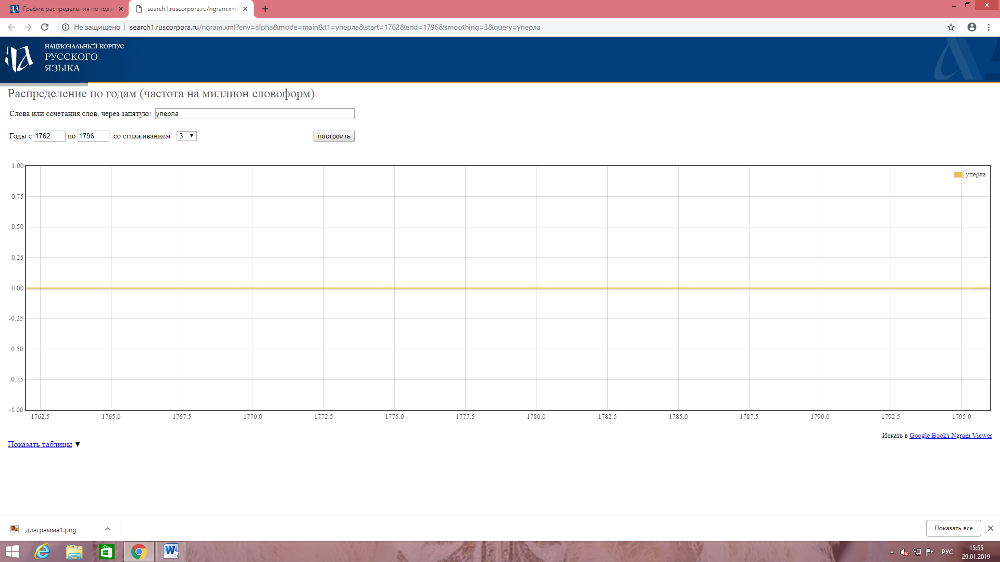 График распределения по года
search1.ruscorpora.ru/ngram.xm
Не защищено
search1.ruscorpora.ru/ngram.xml?env=alpha&mode=main&t1=уперла&start=1762&end=1796&smoothing=3&query=уперла
НАЦИОНАЛЬНЫЙ КОРПУС
РУССКОГО
ЯЗЫКА
Распределение по годам (частота на миллион словоформ)
Слова или сочетания слов, через запятую: уперла
Годы с 1762 по 1796 со сглаживанием 3 построить
уперла
1.00
0.75
0.50
0.25
0.00
-0.25
-0.50
-0.75
-1.00
1762.5 1765.0 1767.5 1770.0 1772.5 1775.0 1777.5 1780.0 1782.5 1785.0 1787.5 1790.0 1792.5 1795.0
Искать в Google Books Ngram Viewer
Показать таблицы ▼
диаграмма1.png
Показать все
РУС
15:55
29.01.2019